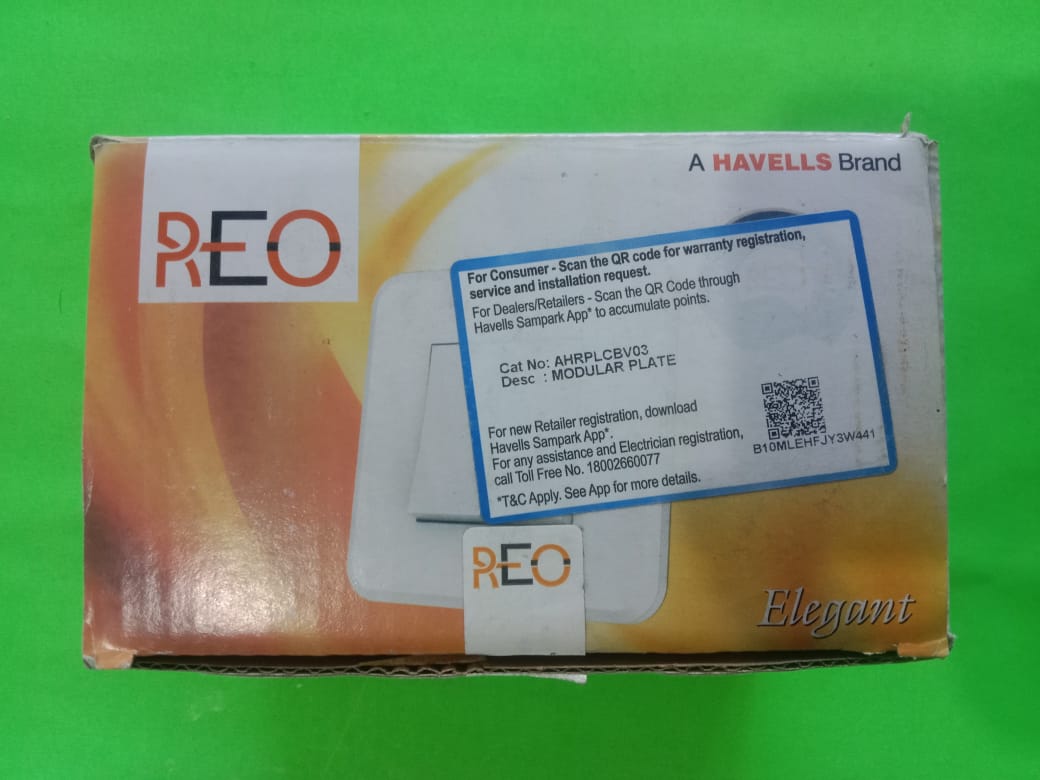 REO
A HAVELLS Brand
For Consumer - Scan the QR code for warranty registration,
service and installation request.
For Dealers/Retailers - Scan the QR Code through
Havells Sampark App* to accumulate points.
Cat No: AHRPLCBV03
Desc : MODULAR PLATE
For new Retailer registration, download
Havells Sampark App*.
For any assistance and Electrician registration,
call Toll Free No. 18002660077
*T&C Apply. See App for more details.
B10MLEHFJY3W441
REO
Elegant